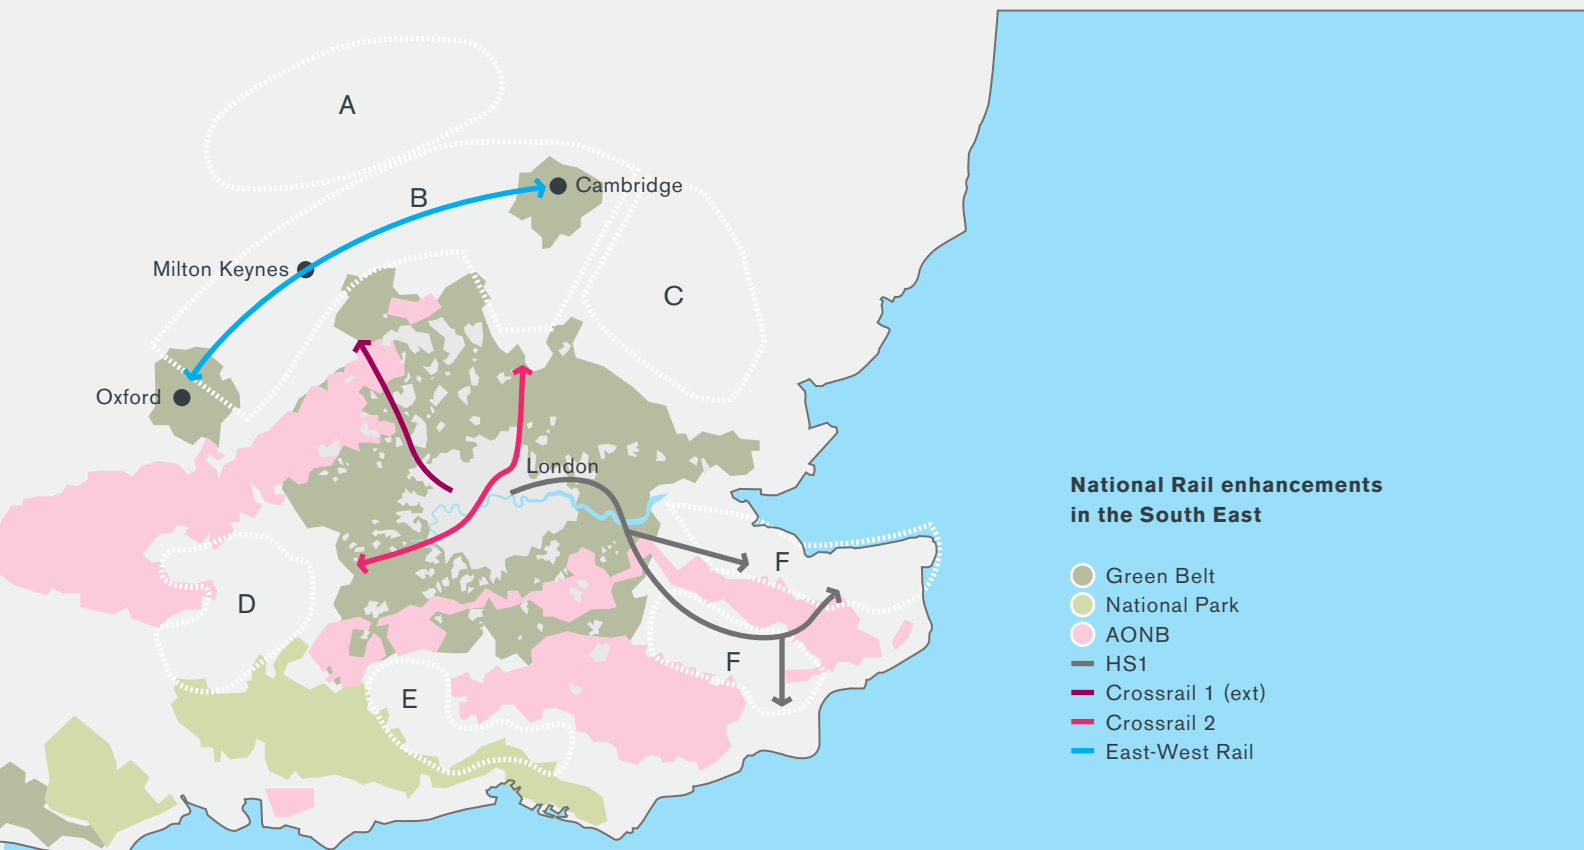 A
B
Cambridge
Milton Keynes
C
Oxford
London
F
D
F
E
National Rail enhancements
in the South East
Green Belt
National Park
AONB
HS1
Crossrail 1 (ext)
Crossrail 2
East-West Rail